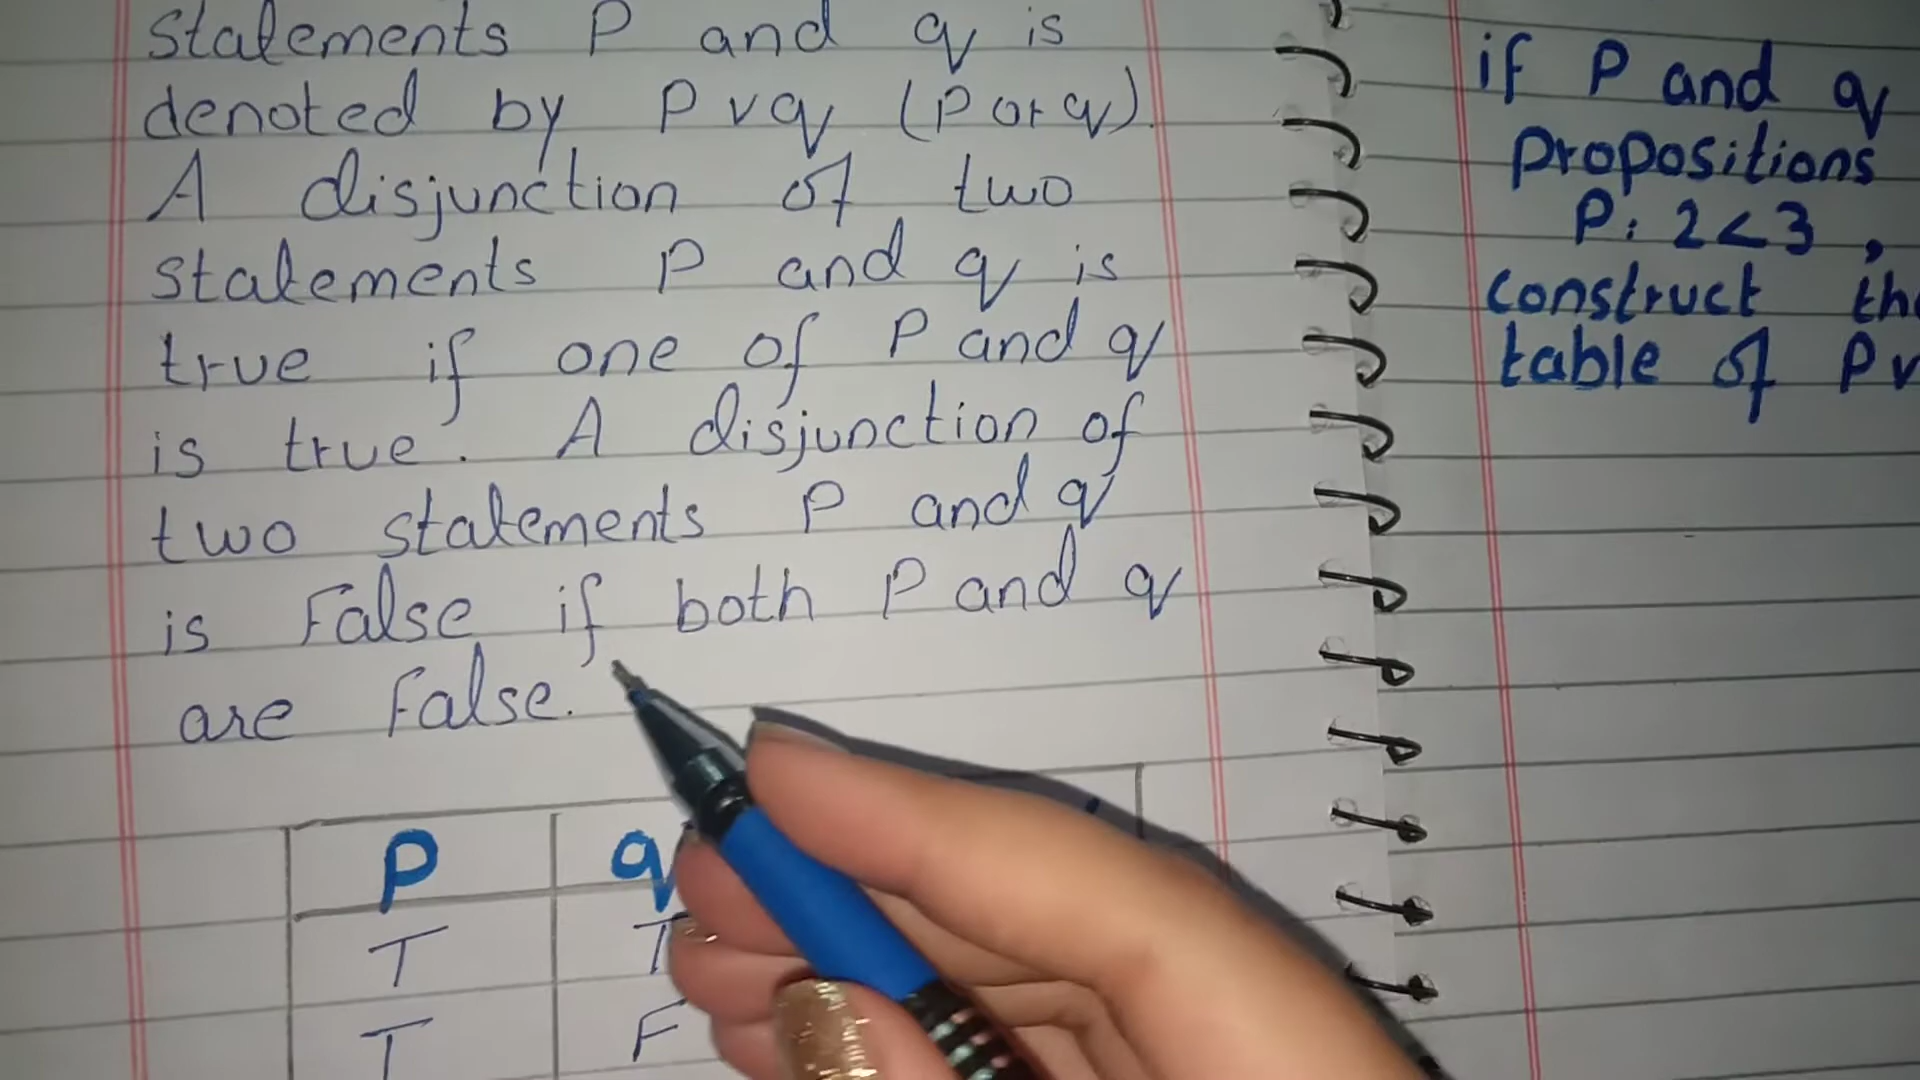 statements P and q is
denoted by P v q (P or q).
A disjunction of two
statements P and q is
true if one of P and q
is true. A disjunction of
two statements P and q
is False if both P and q
are False.
P q
T T
T F
if P and q
Propositions
P: 2<3 ,
construct
table of P v